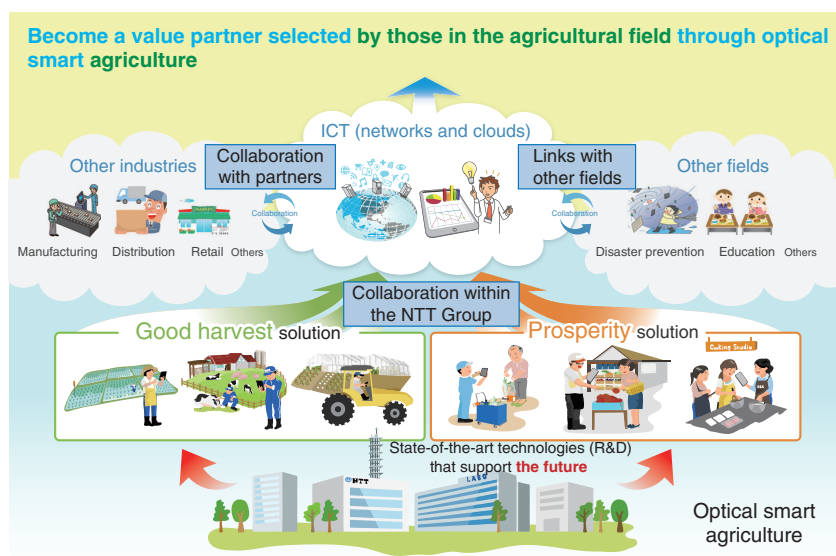 Become a value partner selected by those in the agricultural field through optical
smart agriculture
ICT (networks and clouds)
Other industries
Collaboration
with partners
Links with
other fields
Other fields
Collaboration
Collaboration
Manufacturing
Distribution
Retail
Others
Disaster prevention
Education
Others
Collaboration within
the NTT Group
Good harvest solution
Prosperity solution
Cooking Studio
State-of-the-art technologies (R&D)
that support the future
NTT
LABO
Optical smart
agriculture